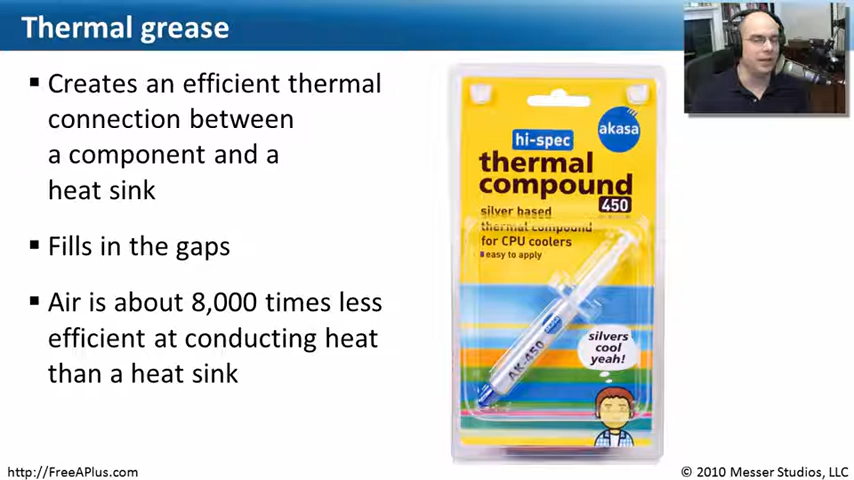 Thermal grease
▪ Creates an efficient thermal
connection between
a component and a
heat sink
▪ Fills in the gaps
▪ Air is about 8,000 times less
efficient at conducting heat
than a heat sink
akasa
hi-spec
thermal
compound
450
silver based
thermal compound
for CPU coolers
easy to apply
AK-450
silvers
cool
yeah!
http://FreeAPlus.com
© 2010 Messer Studios, LLC